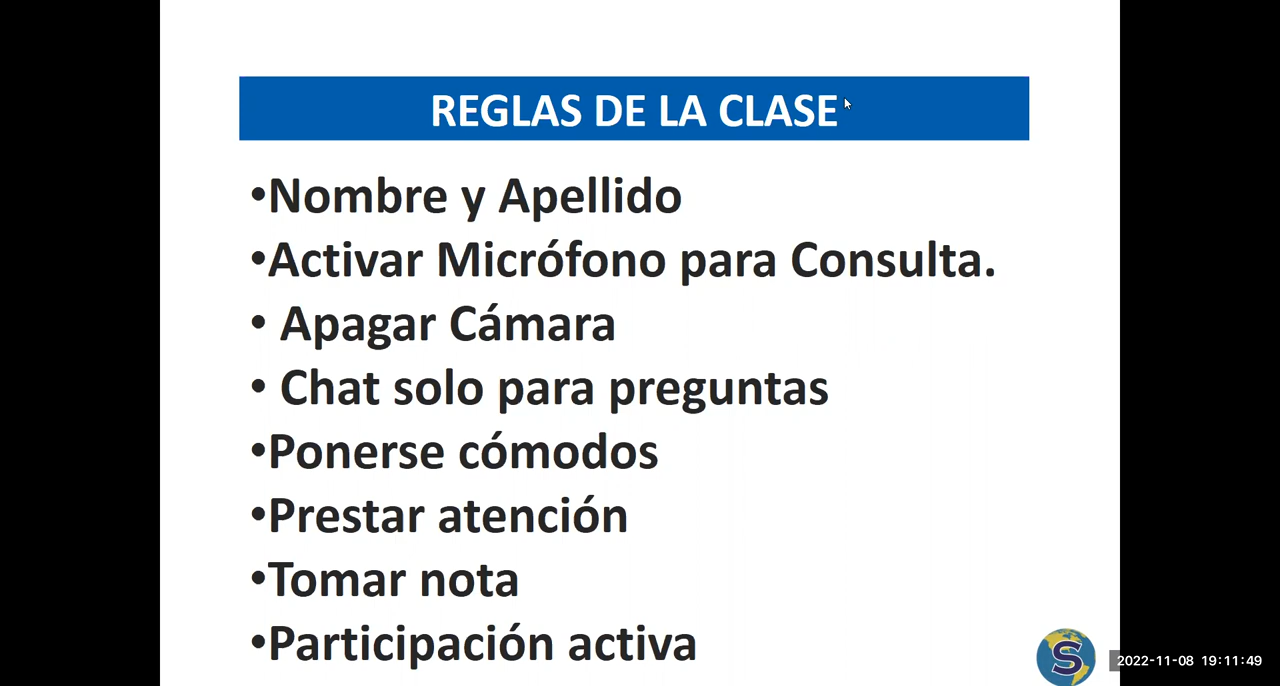 REGLAS DE LA CLASE
•Nombre y Apellido
•Activar Micrófono para Consulta.
• Apagar Cámara
• Chat solo para preguntas
•Ponerse cómodos
•Prestar atención
•Tomar nota
•Participación activa
S
2022-11-08 19:11:49